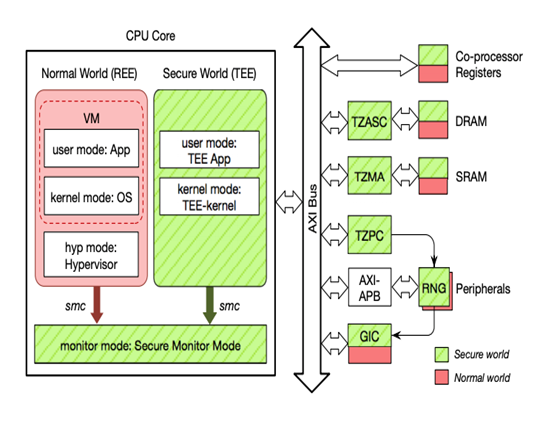 CPU Core
Normal World (REE)
Secure World (TEE)
VM
user mode: App
kernel mode: OS
hyp mode:
Hypervisor
user mode:
TEE App
kernel mode:
TEE-kernel
smc
smc
monitor mode: Secure Monitor Mode
AXI Bus
Co-processor
Registers
TZASC
DRAM
TZMA
SRAM
TZPC
AXI-
APB
RNG
Peripherals
GIC
Secure world
Normal world